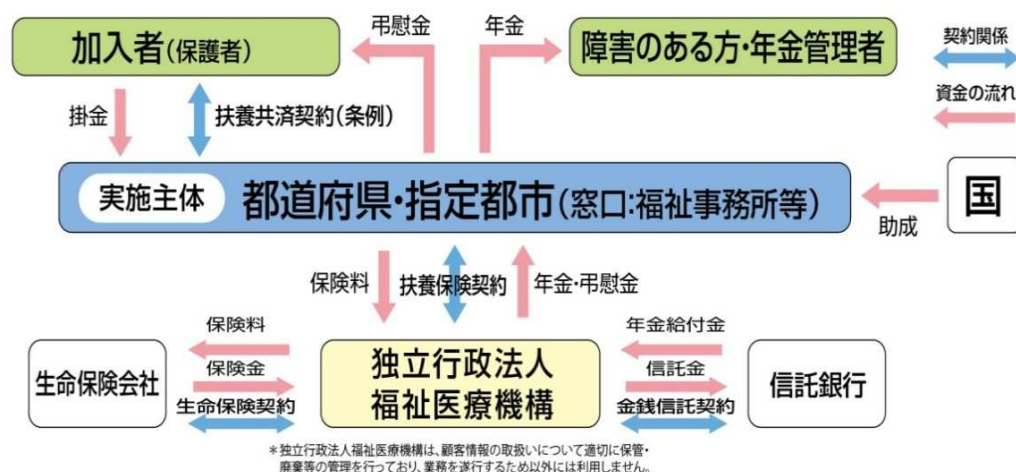 弔慰金
年金
加入者(保護者)
障害のある方・年金管理者
契約関係
資金の流れ
掛金
扶養共済契約(条例)
実施主体
都道府県・指定都市(窓口:福祉事務所等)
国
助成
保険料
扶養保険契約
年金・弔慰金
保険料
保険金
生命保険契約
生命保険会社
独立行政法人
福祉医療機構
年金給付金
信託金
金銭信託契約
信託銀行
*独立行政法人福祉医療機構は、顧客情報の取扱いについて適切に保管・
廃棄等の管理を行っており、業務を遂行するため以外には利用しません。